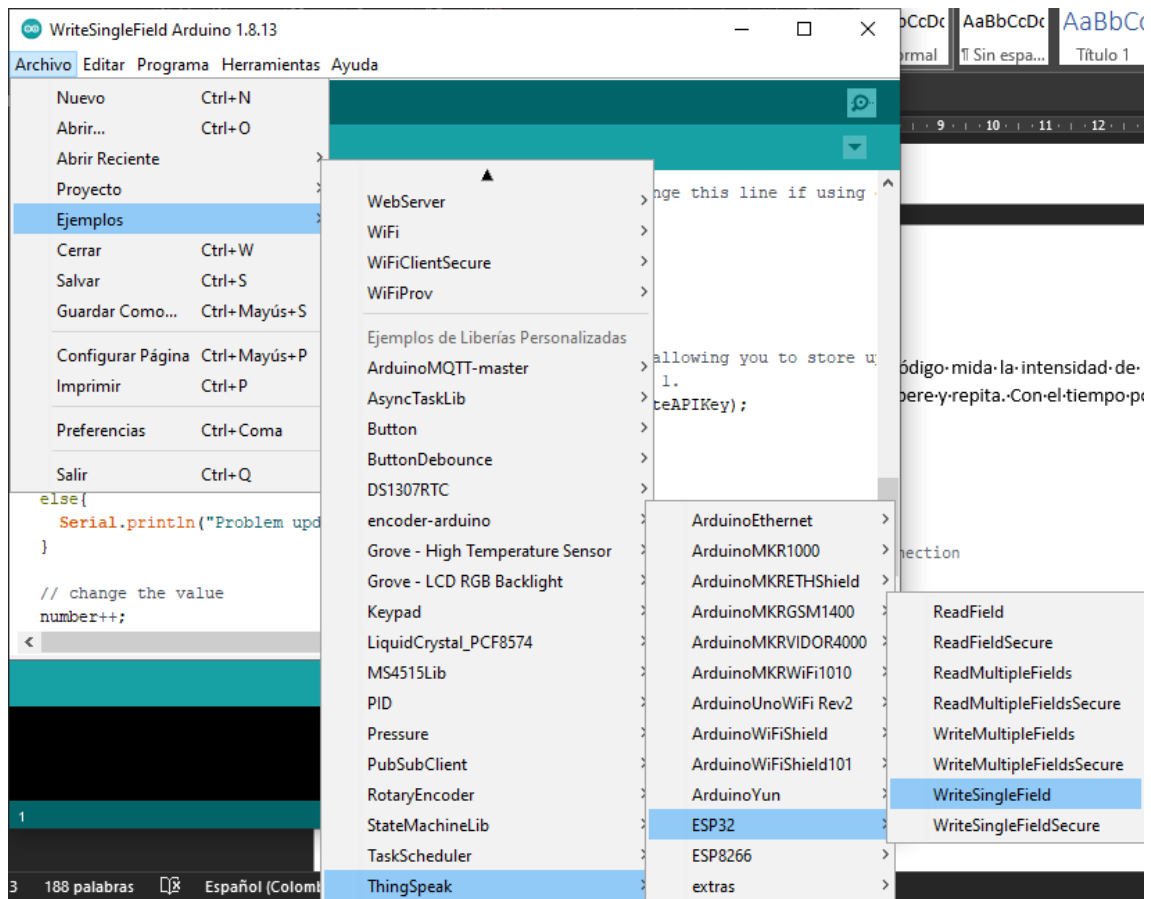 WriteSingleField Arduino 1.8.13
Archivo Editar Programa Herramientas Ayuda
Nuevo Ctrl+N
Abrir... Ctrl+O
Abrir Reciente
Proyecto
Ejemplos
Cerrar Ctrl+W
Salvar Ctrl+S
Guardar Como... Ctrl+Mayús+S
Configurar Página Ctrl+Mayús+P
Imprimir Ctrl+P
Preferencias Ctrl+Coma
Salir Ctrl+Q
else{
Serial.println("Problem upd
}
// change the value
number++;
1
WebServer
WiFi
WiFiClientSecure
WiFiProv
Ejemplos de Liberías Personalizadas
ArduinoMQTT-master
AsyncTaskLib
Button
ButtonDebounce
DS1307RTC
encoder-arduino
Grove - High Temperature Sensor
Grove - LCD RGB Backlight
Keypad
LiquidCrystal_PCF8574
MS4515Lib
PID
Pressure
PubSubClient
RotaryEncoder
StateMachineLib
TaskScheduler
ThingSpeak
nge this line if using
allowing you to store u
1.
teAPIKey);
nection
ArduinoEthernet
ArduinoMKR1000
ArduinoMKRETHShield
ArduinoMKRGSM1400
ArduinoMKRVIDOR4000
ArduinoMKRWiFi1010
ArduinoUnoWiFi Rev2
ArduinoWiFiShield
ArduinoWiFiShield101
ArduinoYun
ESP32
ESP8266
extras
ReadField
ReadFieldSecure
ReadMultipleFields
ReadMultipleFieldsSecure
WriteMultipleFields
WriteMultipleFieldsSecure
WriteSingleField
WriteSingleFieldSecure
bCcDc AaBbCcDc AaBbC
ormal ¶ Sin espa... Título 1
9 10 11 12
ódigo·mida·la·intensidad·de·
pere·y·repita.·Con·el·tiempo·po
3 188 palabras Español (Colomb